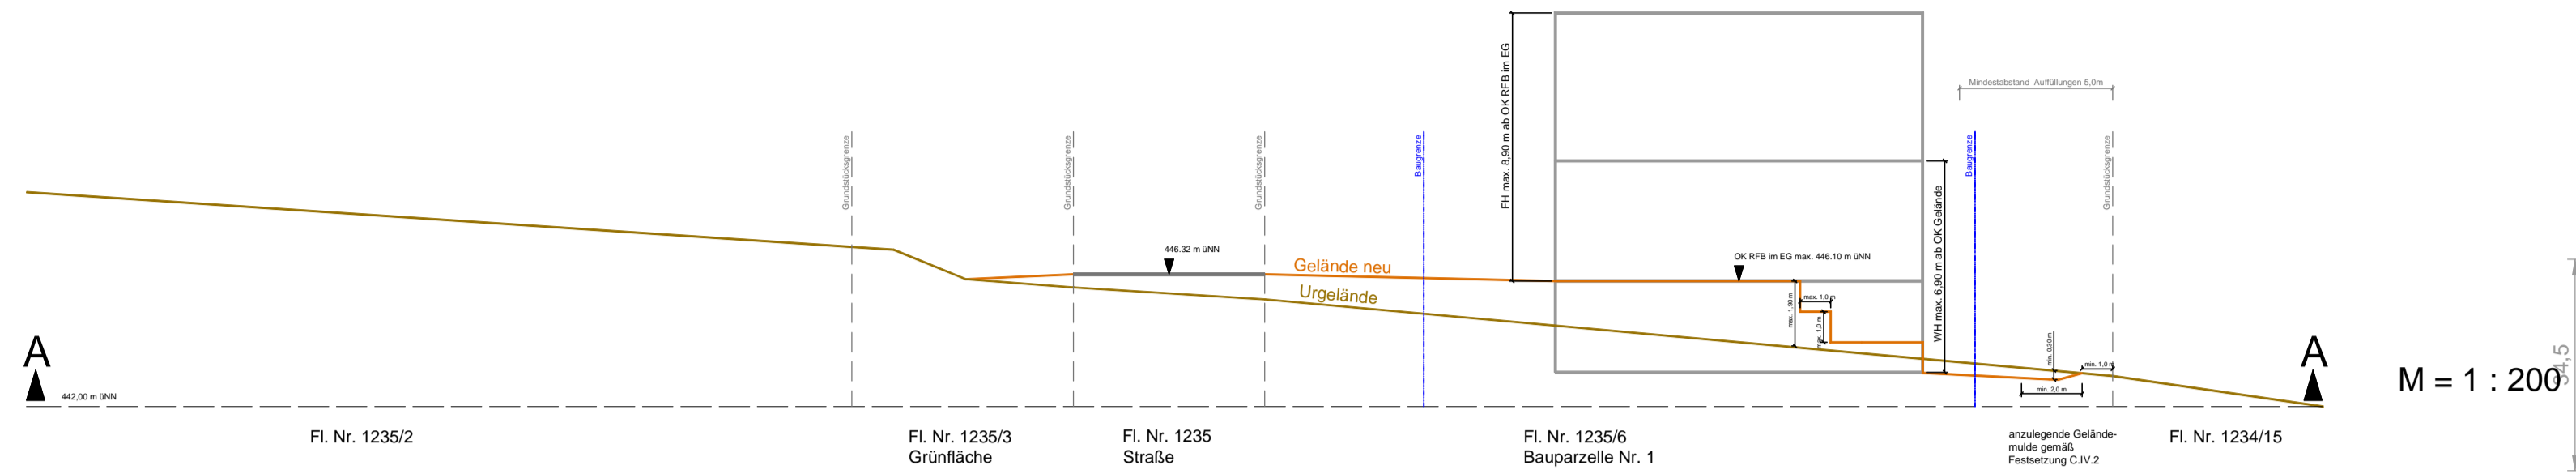 FH max. 8,90 m ab OK RFB im EG
Mindestabstand Auffüllungen 5,0m
Grundstücksgrenze
Grundstücksgrenze
Grundstücksgrenze
Baugrenze
Baugrenze
Grundstücksgrenze
446.32 m üNN
Gelände neu
Urgelände
OK RFB im EG max. 446.10 m üNN
WH max. 6,90 m ab OK Gelände
max. 1,90 m
max. 1,0 m
max. 1,0 m
min. 0,30 m
min. 1,0 m
min. 2,0 m
A
A
442,00 m üNN
M = 1 : 200
34,5
Fl. Nr. 1235/2
Fl. Nr. 1235/3
Grünfläche
Fl. Nr. 1235
Straße
Fl. Nr. 1235/6
Bauparzelle Nr. 1
anzulegende Gelände-
mulde gemäß
Festsetzung C.IV.2
Fl. Nr. 1234/15